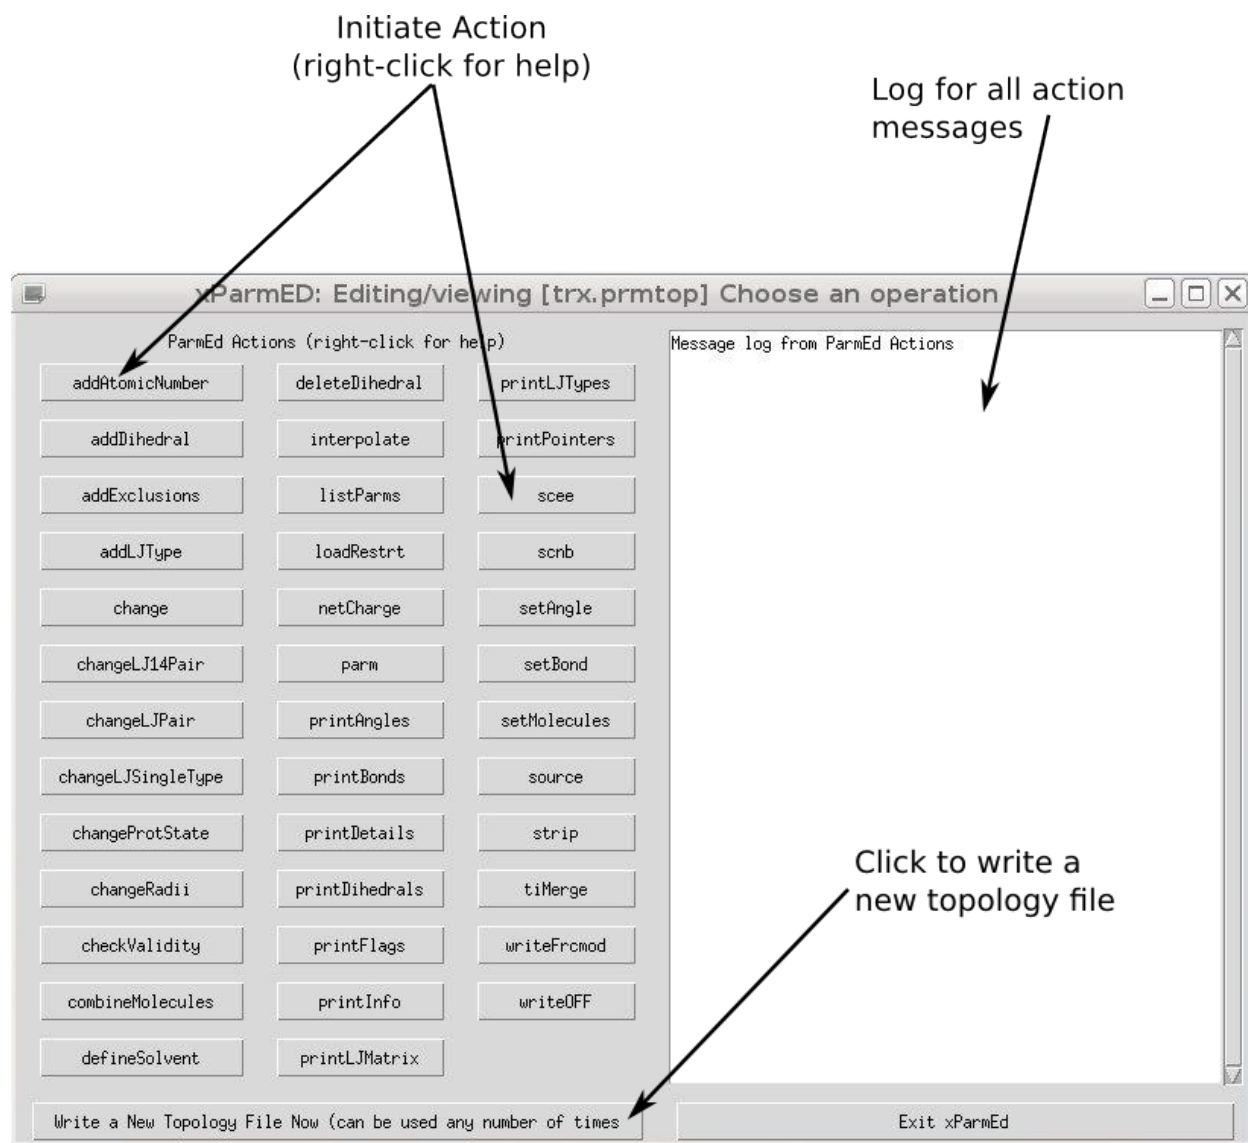 Initiate Action
(right-click for help)
Log for all action
messages
xParmED: Editing/viewing [trx.prmtop] Choose an operation
ParmEd Actions (right-click for help)
Message log from ParmEd Actions
addAtomicNumber deleteDihedral printLJTypes
addDihedral interpolate printPointers
addExclusions listParms scee
addLJType loadRestrt scnb
change netCharge setAngle
changeLJ14Pair parm setBond
changeLJPair printAngles setMolecules
changeLJSingleType printBonds source
changeProtState printDetails strip
changeRadii printDihedrals tiMerge
checkValidity printFlags writeFrcmod
combineMolecules printInfo writeOFF
defineSolvent printLJMatrix
Click to write a
new topology file
Write a New Topology File Now (can be used any number of times
Exit xParmEd